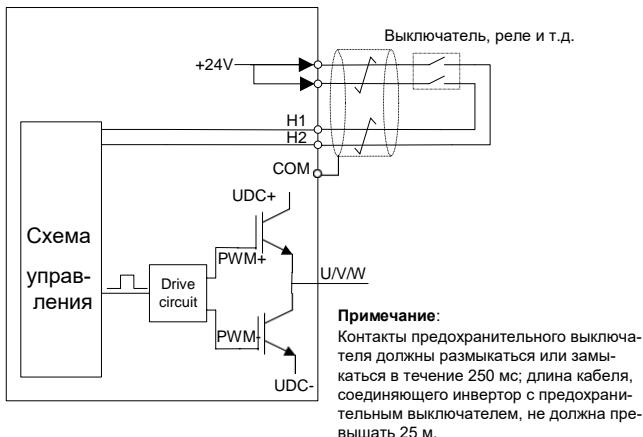 Выключатель, реле и т.д.
+24V
H1
H2
COM
UDC+
Схема
управ-
ления
PWM+
Drive
circuit
U/V/W
PWM-
UDC-
Примечание:
Контакты предохранительного выключа-
теля должны размыкаться или замы-
каться в течение 250 мс; длина кабеля,
соединяющего инвертор с предохрани-
тельным выключателем, не должна пре-
вышать 25 м.